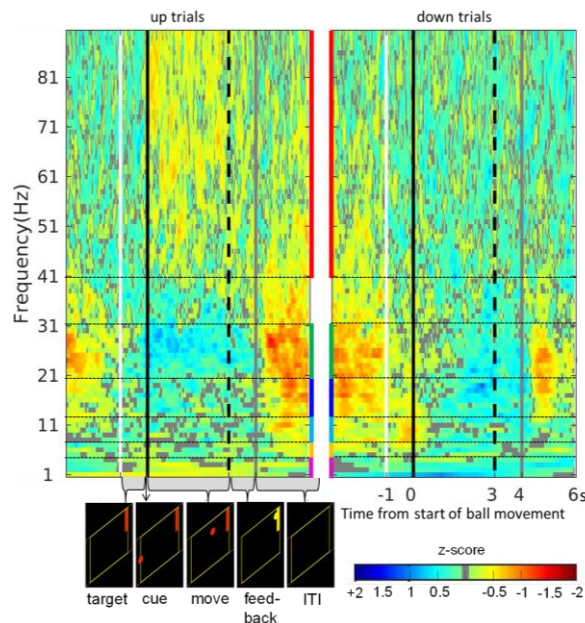 up trials
down trials
Frequency(Hz)
81
71
61
51
41
31
21
11
1
-1 0 3 4 6s
Time from start of ball movement
target cue move feed-
back ITI
z-score
+2 1 0.5 -0.5 -1 -1.5 -2